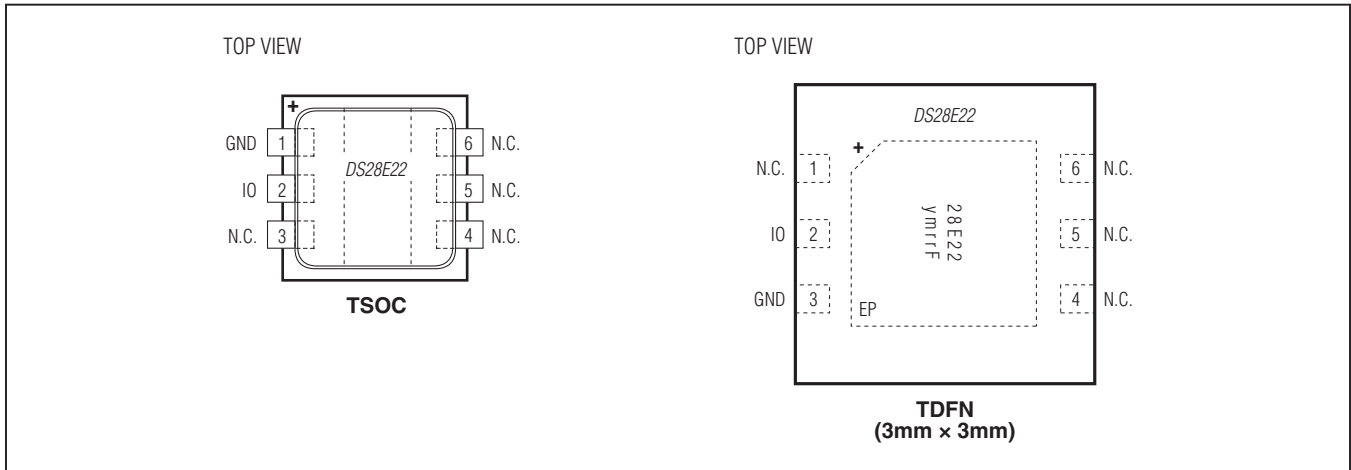 TOP VIEW
+
DS28E22
GND 1
6 N.C.
IO 2
5 N.C.
N.C. 3
4 N.C.
TSOC
TOP VIEW
DS28E22
+
N.C. 1
6 N.C.
IO 2
5 N.C.
GND 3
4 N.C.
28E22
ymrrF
EP
TDFN
(3mm × 3mm)